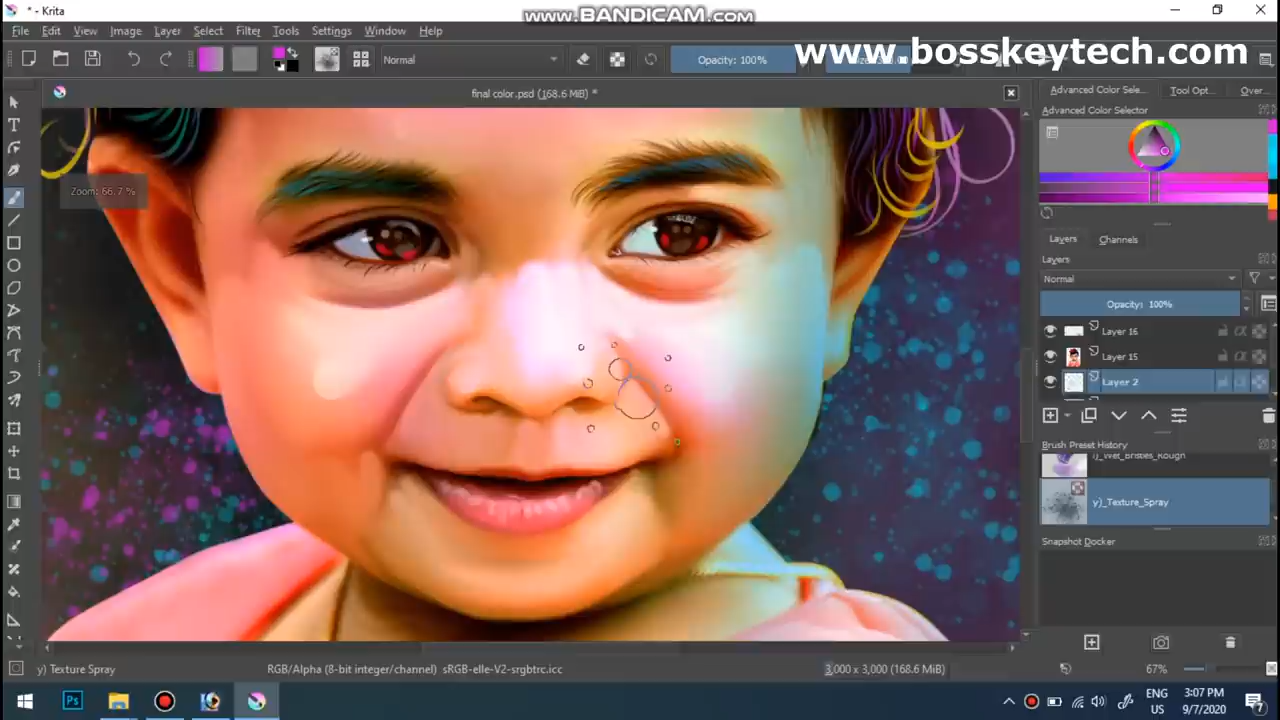 * - Krita
www.BANDICAM.com
File Edit View Image Layer Select Filter Tools Settings Window Help
Normal
Opacity: 100%
www.bosskeytech.com
final color.psd (168.6 MiB) *
Advanced Color Sele...
Tool Opt...
Over...
Advanced Color Selector
Zoom: 66.7 %
Layers
Channels
Layers
Normal
Opacity: 100%
Layer 16
Layer 15
Layer 2
Brush Preset History
i)_Wet_Bristles_Rough
y)_Texture_Spray
Snapshot Docker
y) Texture Spray
RGB/Alpha (8-bit integer/channel) sRGB-elle-V2-srgbtrc.icc
3,000 x 3,000 (168.6 MiB)
67%
Ps
ENG
US
3:07 PM
9/7/2020
7